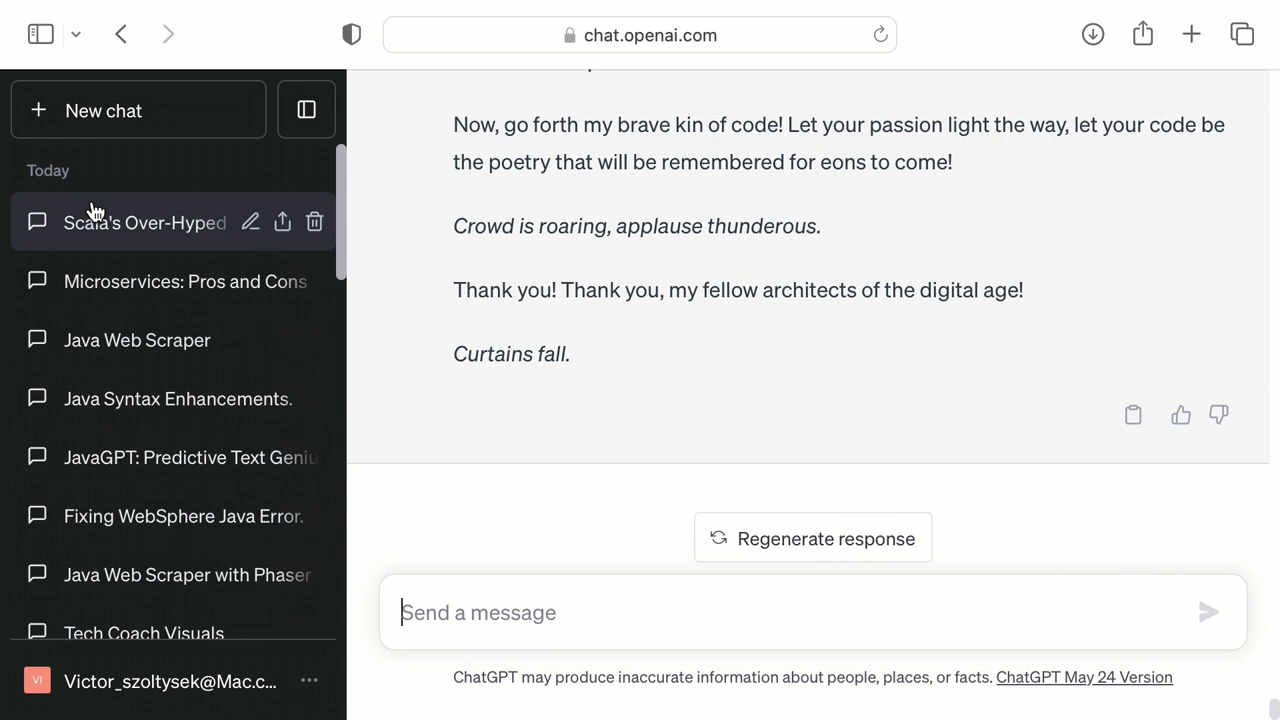 chat.openai.com
New chat
Today
Scala's Over-Hyped
Microservices: Pros and Cons
Java Web Scraper
Java Syntax Enhancements.
JavaGPT: Predictive Text Geniu
Fixing WebSphere Java Error.
Java Web Scraper with Phaser
Tech Coach Visuals
VI
Victor_szoltysek@Mac.c...
Now, go forth my brave kin of code! Let your passion light the way, let your code be
the poetry that will be remembered for eons to come!
Crowd is roaring, applause thunderous.
Thank you! Thank you, my fellow architects of the digital age!
Curtains fall.
Regenerate response
Send a message
ChatGPT may produce inaccurate information about people, places, or facts. ChatGPT May 24 Version